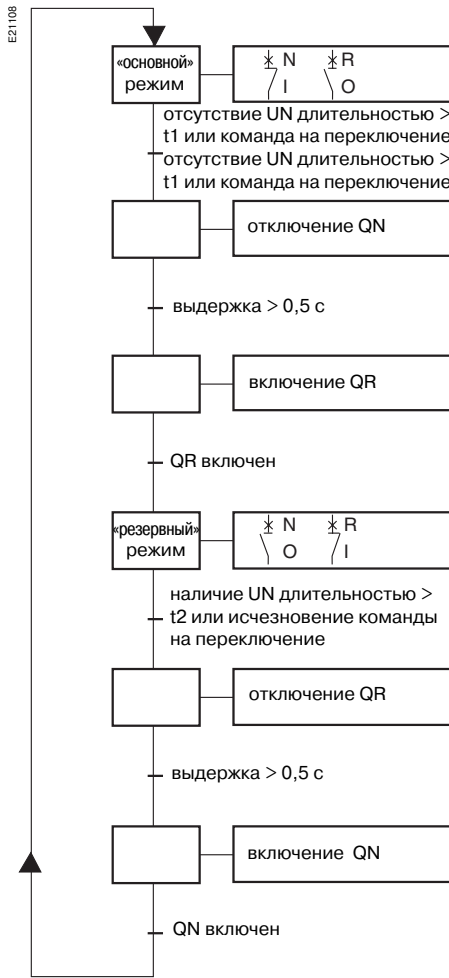 E21108
«основной»
режим
N R
I O
отсутствие UN длительностью >
t1 или команда на переключение
отсутствие UN длительностью >
t1 или команда на переключение
отключение QN
выдержка > 0,5 с
включение QR
QR включен
«резервный»
режим
N R
O I
наличие UN длительностью >
t2 или исчезновение команды
на переключение
отключение QR
выдержка > 0,5 с
включение QN
QN включен